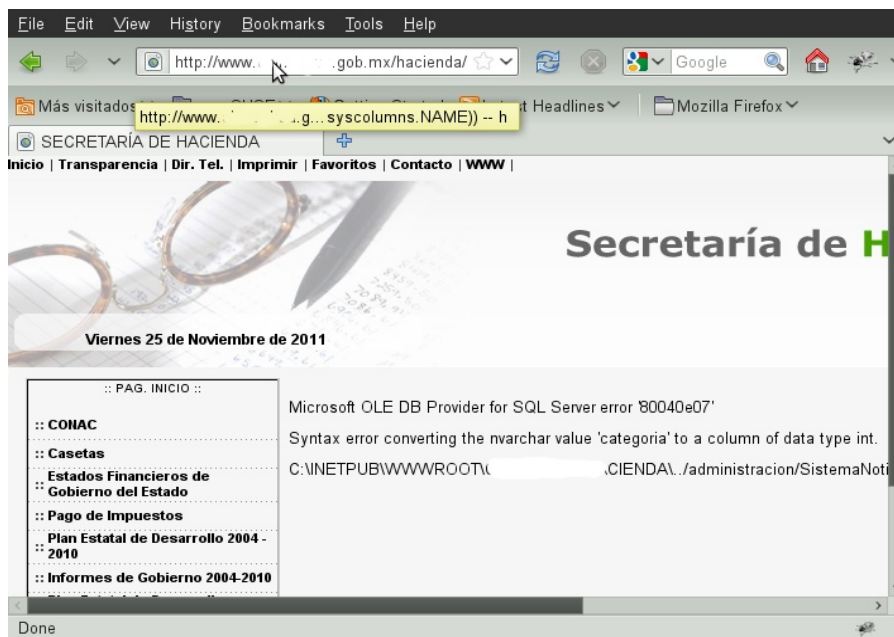 File Edit View History Bookmarks Tools Help
http://www. .gob.mx/hacienda/ Google
Más visitados t Headlines Mozilla Firefox
http://www. .g...syscolumns.NAME)) -- h
SECRETARÍA DE HACIENDA
Inicio | Transparencia | Dir. Tel. | Imprimir | Favoritos | Contacto | WWW |
Secretaría de H
Viernes 25 de Noviembre de 2011
:: PAG. INICIO ::
:: CONAC
:: Casetas
:: Estados Financieros de
Gobierno del Estado
:: Pago de Impuestos
:: Plan Estatal de Desarrollo 2004 -
2010
:: Informes de Gobierno 2004-2010
Microsoft OLE DB Provider for SQL Server error '80040e07'
Syntax error converting the nvarchar value 'categoria' to a column of data type int.
C:\INETPUB\WWWROOT\ CIENDA\../administracion/SistemaNoti
Done